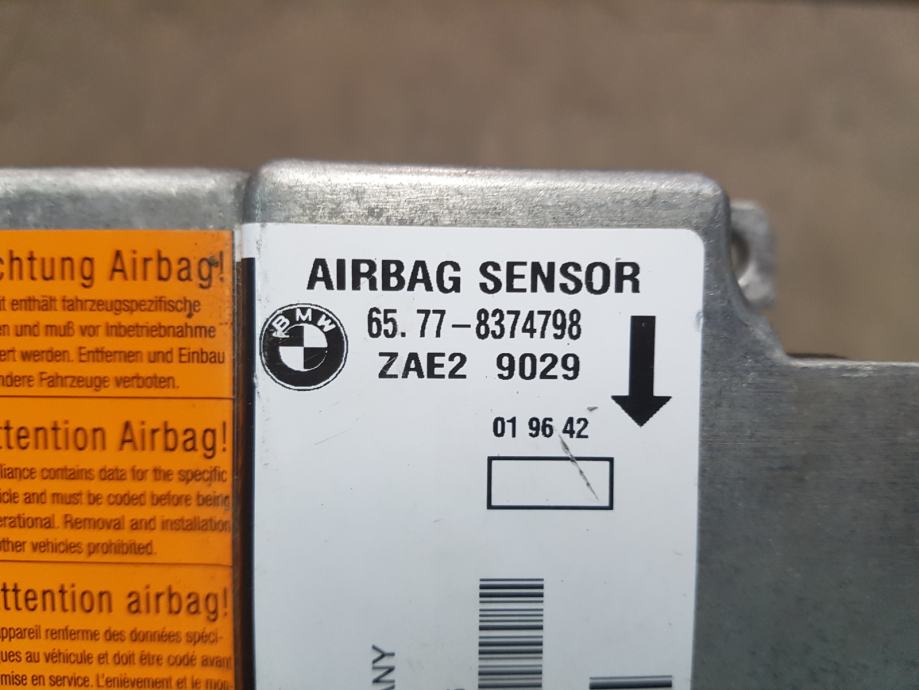 chtung Airbag!
enthält fahrzeugspezifische
en und muß vor Inbetriebnahme
ert werden. Entfernen und Einbau
ndere Fahrzeuge verboten.
ttention Airbag!
liance contains data for the specific
icle and must be coded before being
erational. Removal and installation
other vehicles prohibited.
ttention airbag!
appareil renferme des données spéci-
ques au véhicule et doit être codé avant
mise en service. L'enièvement et le mon-
AIRBAG SENSOR
BMW
65. 77-8374798
ZAE2 9029
01 96 42
ANY